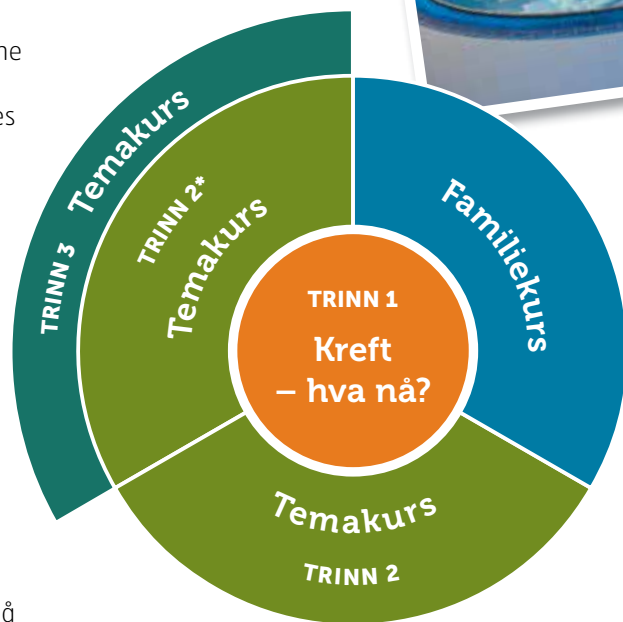 TRINN 3 Temakurs
TRINN 2*
Temakurs
Familiekurs
TRINN 1
Kreft
– hva nå?
Temakurs
TRINN 2
å